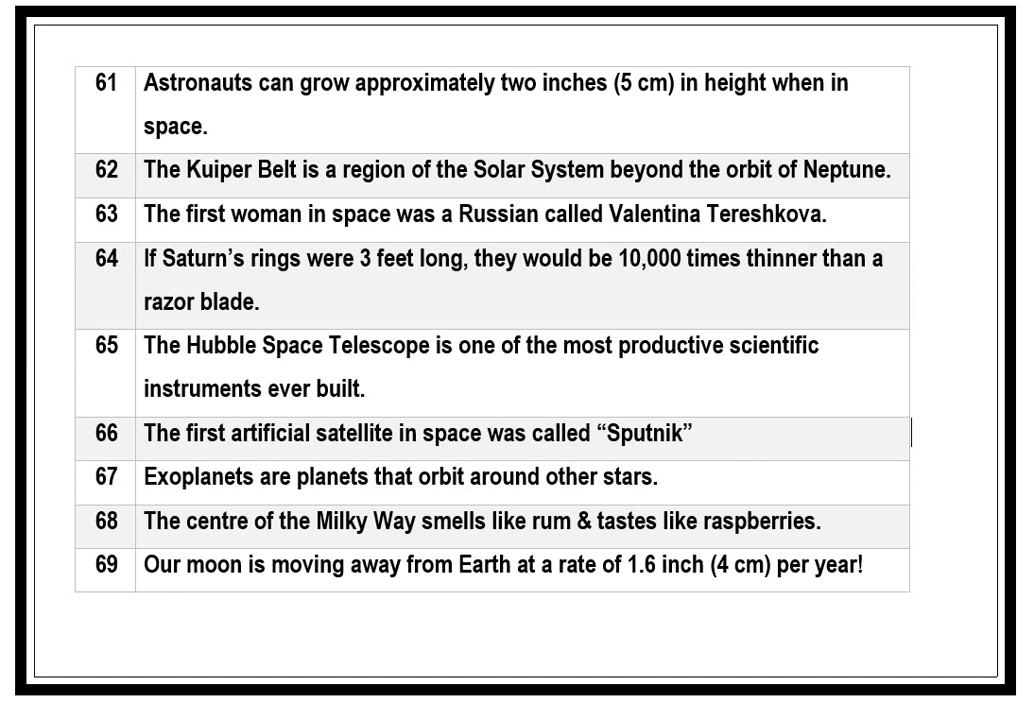 61 Astronauts can grow approximately two inches (5 cm) in height when in
space.
62 The Kuiper Belt is a region of the Solar System beyond the orbit of Neptune.
63 The first woman in space was a Russian called Valentina Tereshkova.
64 If Saturn’s rings were 3 feet long, they would be 10,000 times thinner than a
razor blade.
65 The Hubble Space Telescope is one of the most productive scientific
instruments ever built.
66 The first artificial satellite in space was called “Sputnik”
67 Exoplanets are planets that orbit around other stars.
68 The centre of the Milky Way smells like rum & tastes like raspberries.
69 Our moon is moving away from Earth at a rate of 1.6 inch (4 cm) per year!